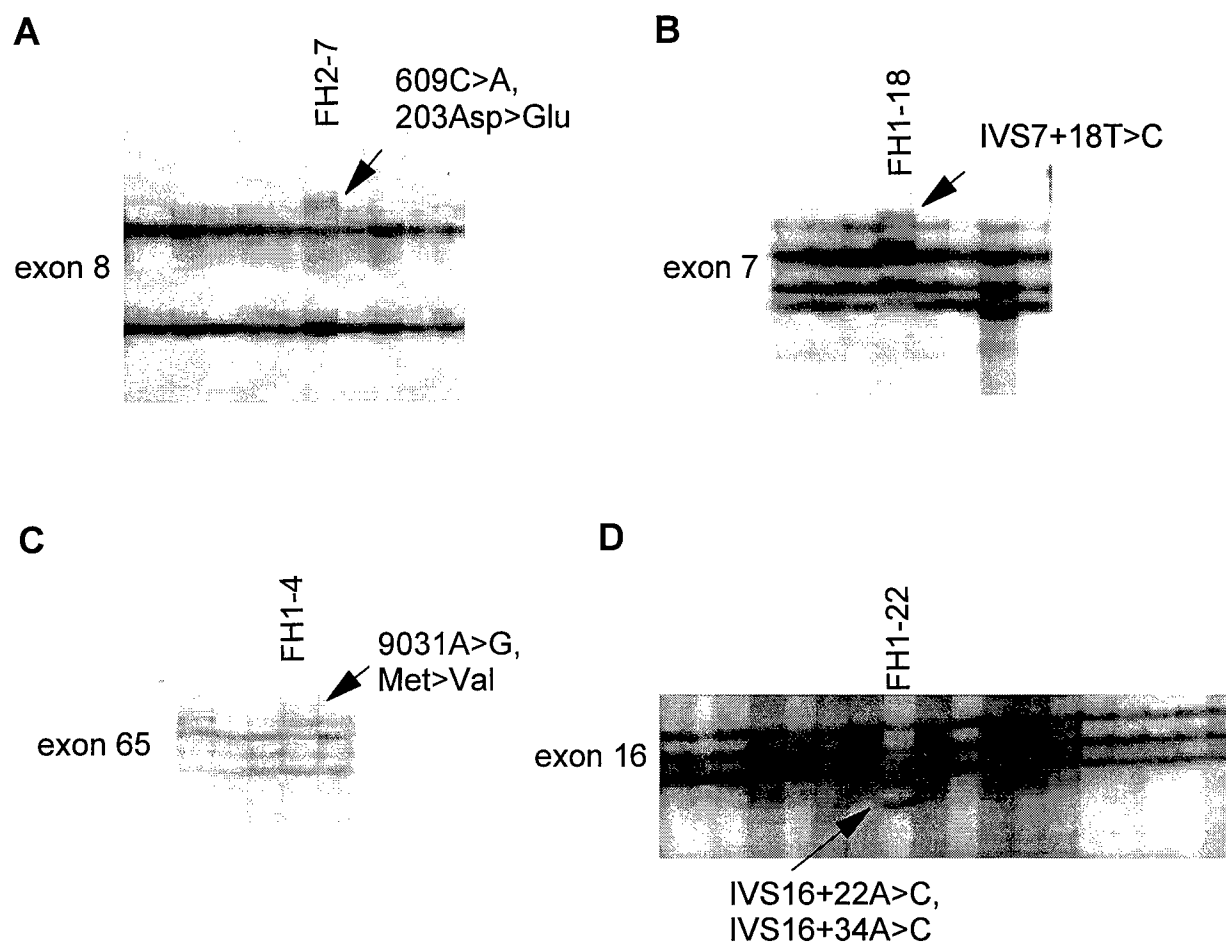 A
FH2-7
609C>A,
203Asp>Glu
exon 8
B
FH1-18
IVS7+18T>C
exon 7
C
FH1-4
9031A>G,
Met>Val
exon 65
D
FH1-22
exon 16
IVS16+22A>C,
IVS16+34A>C